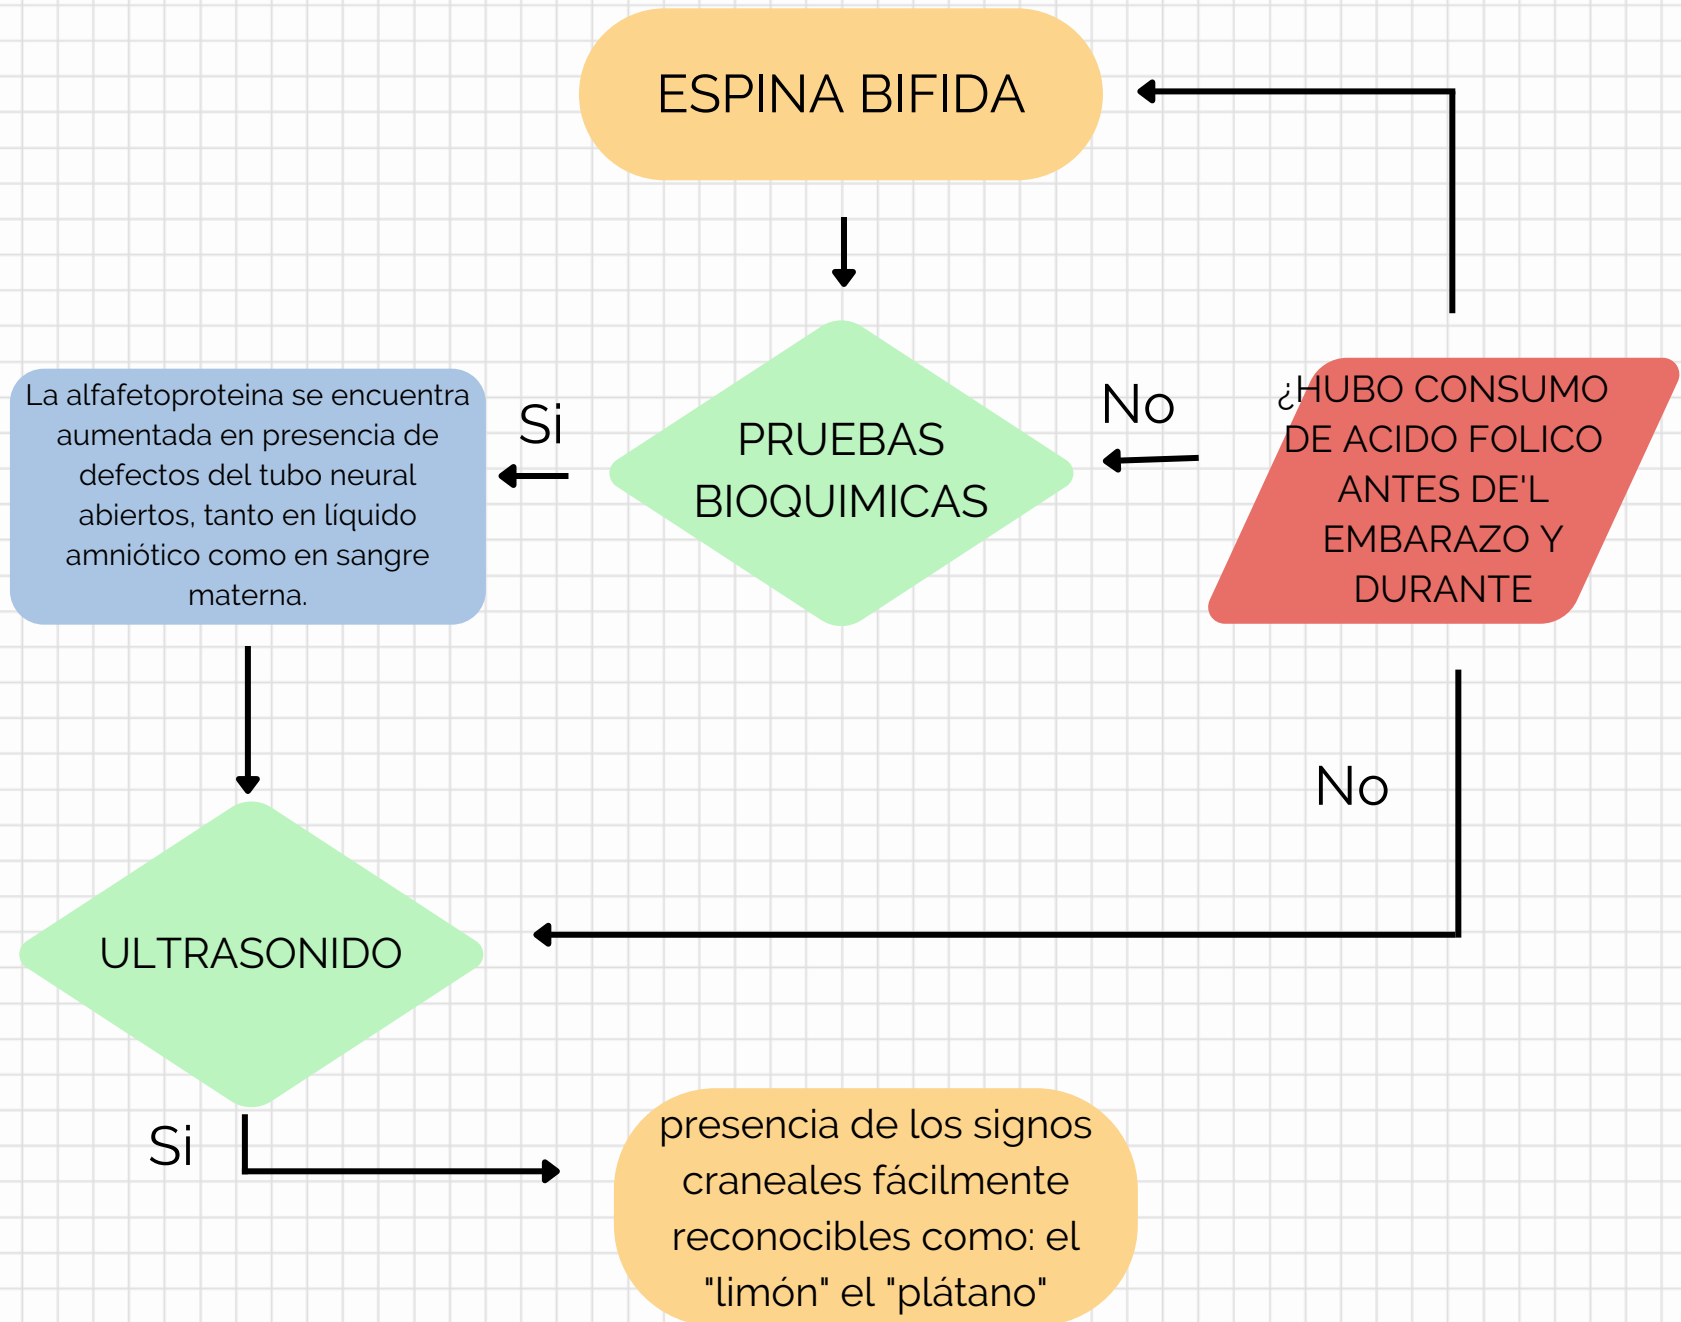 ESPINA BIFIDA
La alfafetoproteina se encuentra
aumentada en presencia de
defectos del tubo neural
abiertos, tanto en líquido
amniótico como en sangre
materna.
Si
PRUEBAS
BIOQUIMICAS
No
¿HUBO CONSUMO
DE ACIDO FOLICO
ANTES DE'L
EMBARAZO Y
DURANTE
No
ULTRASONIDO
Si
presencia de los signos
craneales fácilmente
reconocibles como: el
"limón" el "plátano"